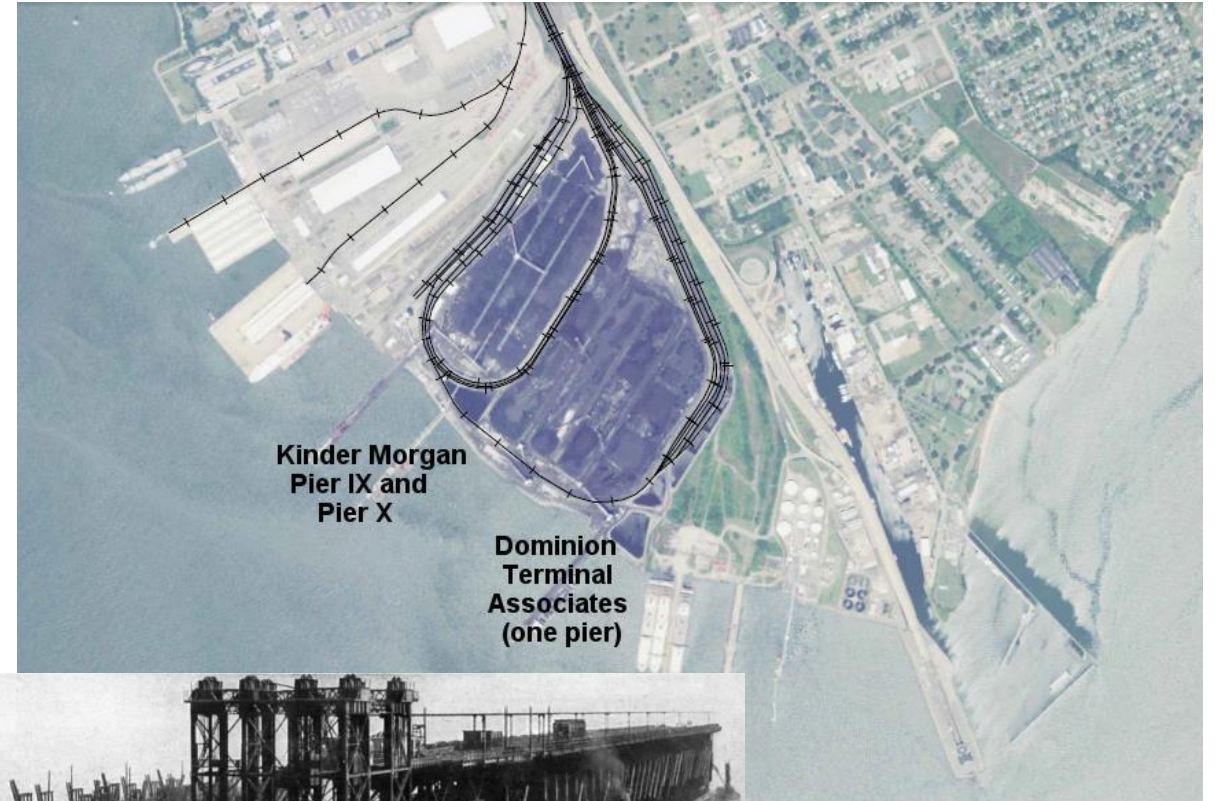 Kinder Morgan
Pier IX and
Pier X
Dominion
Terminal
Associates
(one pier)